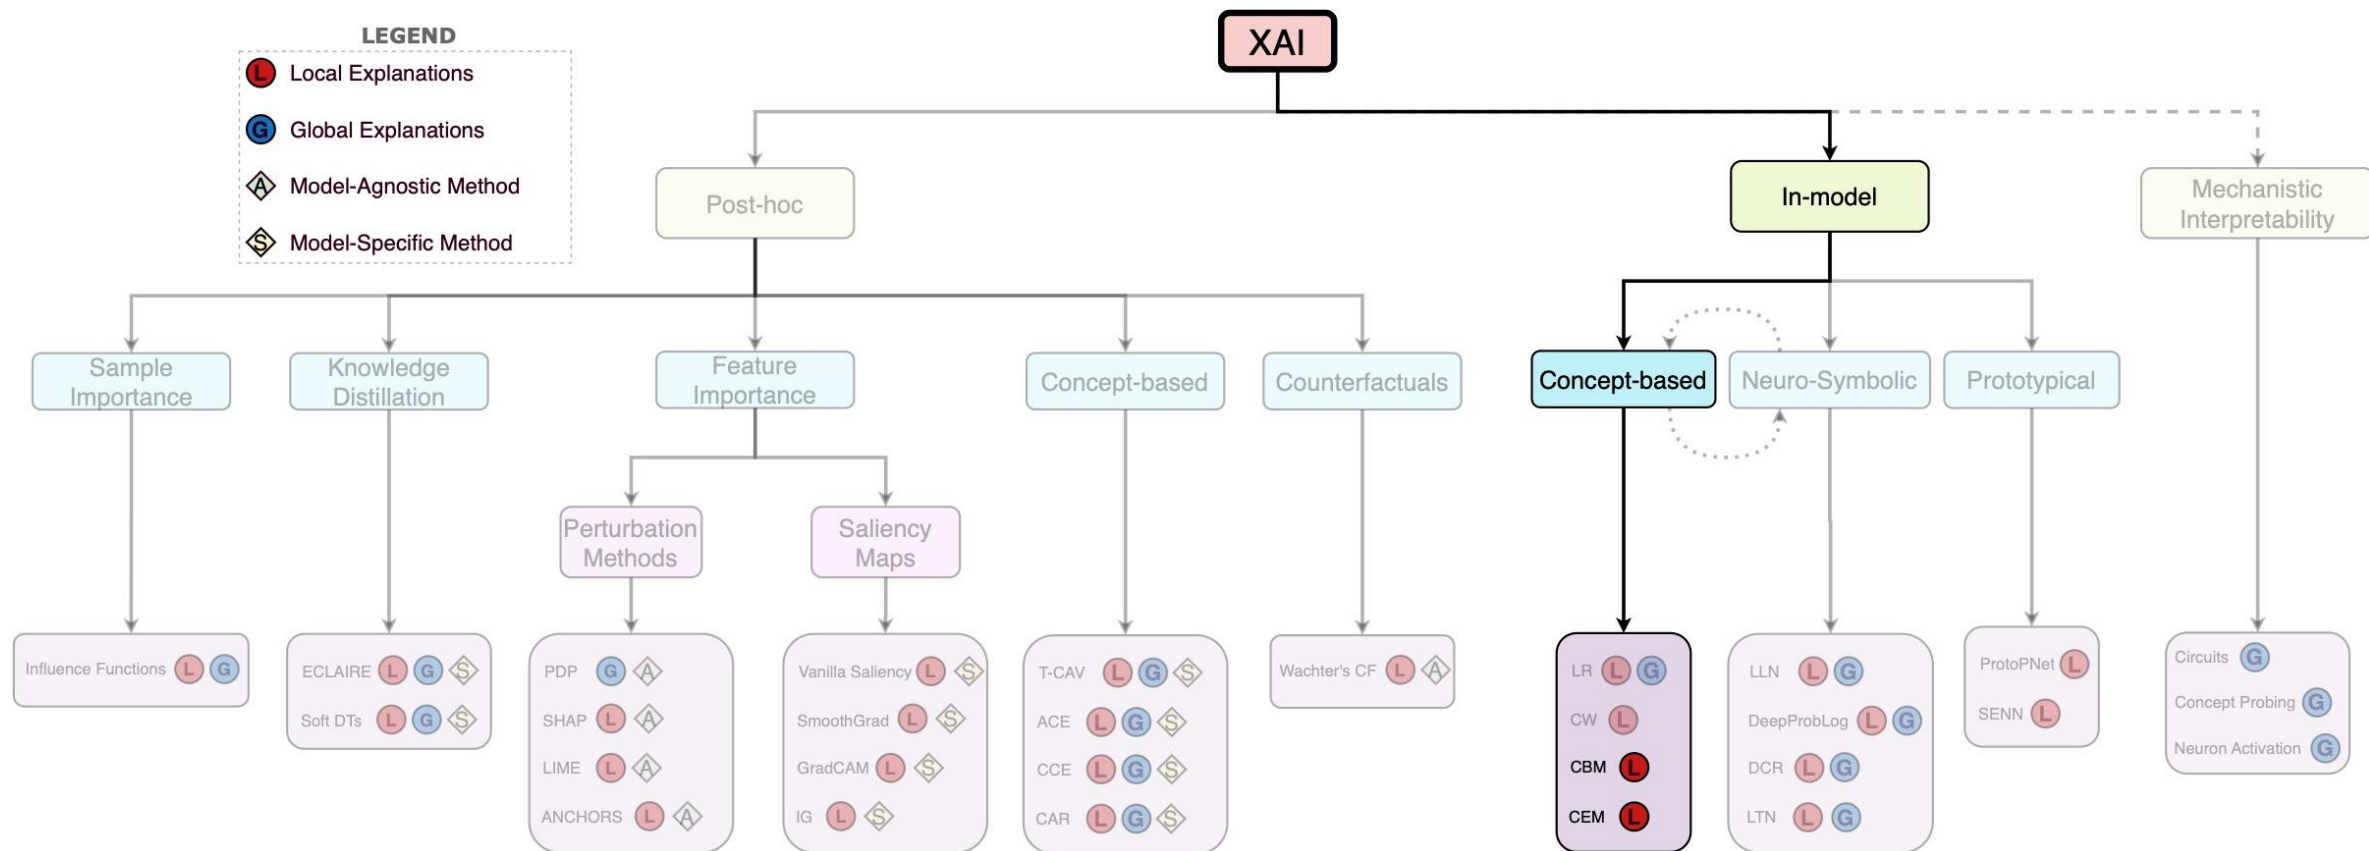 LEGEND
L Local Explanations
G Global Explanations
A Model-Agnostic Method
S Model-Specific Method
XAI
Post-hoc
In-model
Mechanistic
Interpretability
Sample
Importance
Knowledge
Distillation
Feature
Importance
Concept-based
Counterfactuals
Concept-based
Neuro-Symbolic
Prototypical
Perturbation
Methods
Saliency
Maps
Influence Functions L G
ECLAIRE L G S
Soft DTs L G S
PDP G A
SHAP L A
LIME L A
ANCHORS L A
Vanilla Saliency L S
SmoothGrad L S
GradCAM L S
IG L S
T-CAV L G S
ACE L G S
CCE L G S
CAR L G S
Wachter's CF L A
LR L G
CW L
CBM L
CEM L
LLN L G
DeepProbLog L G
DCR L G
LTN L G
ProtoPNet L
SENN L
Circuits G
Concept Probing G
Neuron Activation G